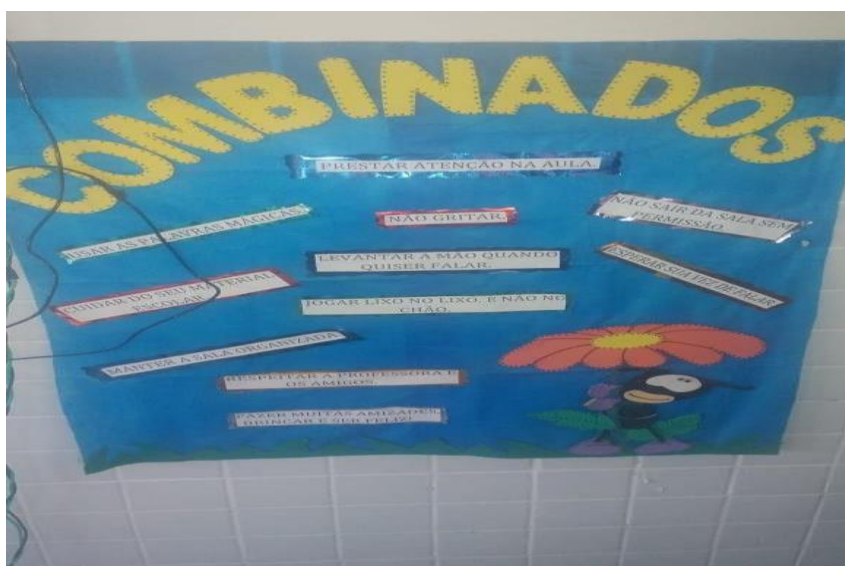 COMBINADOS
PRESTAR ATENÇÃO NA AULA
USAR AS PALAVRAS MÁGICAS
NÃO GRITAR.
NÃO SAIR DA SALA SEM
PERMISSÃO.
LEVANTAR A MÃO QUANDO
QUISER FALAR.
ESPERAR SUA VEZ DE FALAR
CUIDAR DO SEU MATERIAL
ESCOLAR
JOGAR LIXO NO LIXO, E NÃO NO
CHÃO.
MANTER A SALA ORGANIZADA
RESPEITAR A PROFESSORA E
OS AMIGOS.
FAZER MUITAS AMIZADES,
BRINCAR E SER FELIZ!